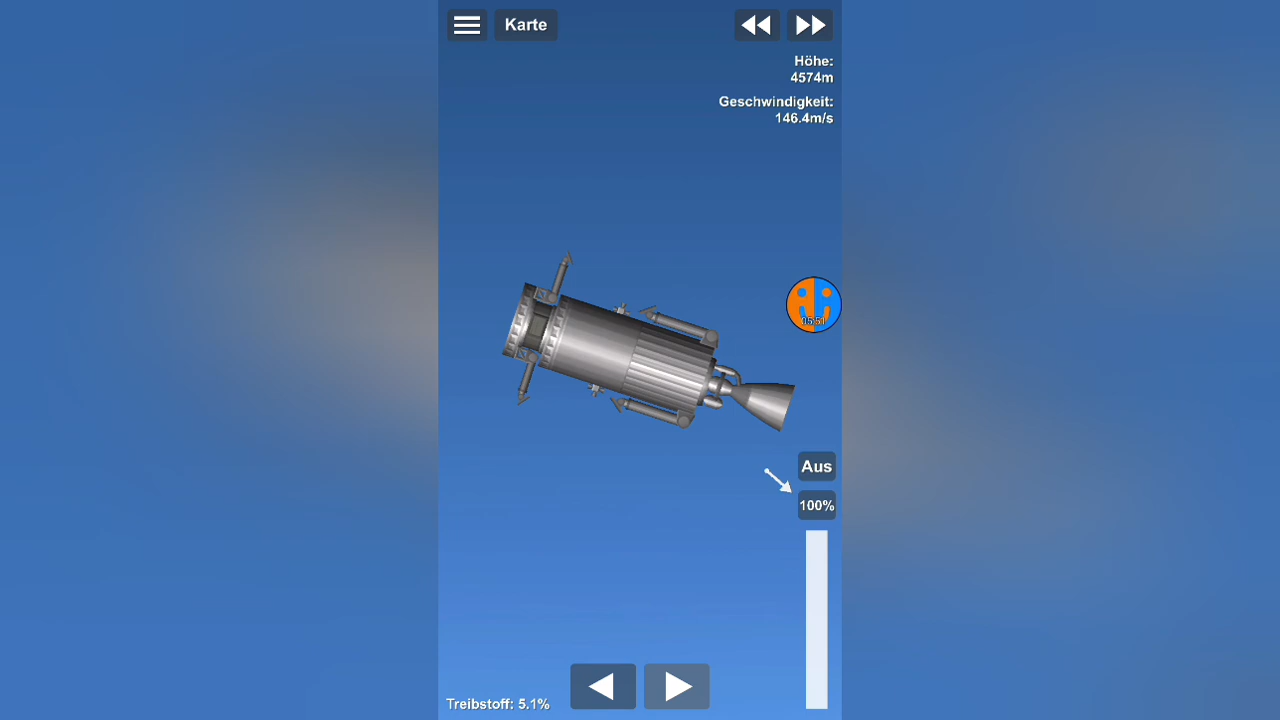 Karte
Höhe:
4574m
Geschwindigkeit:
146.4m/s
Aus
100%
Treibstoff: 5.1%